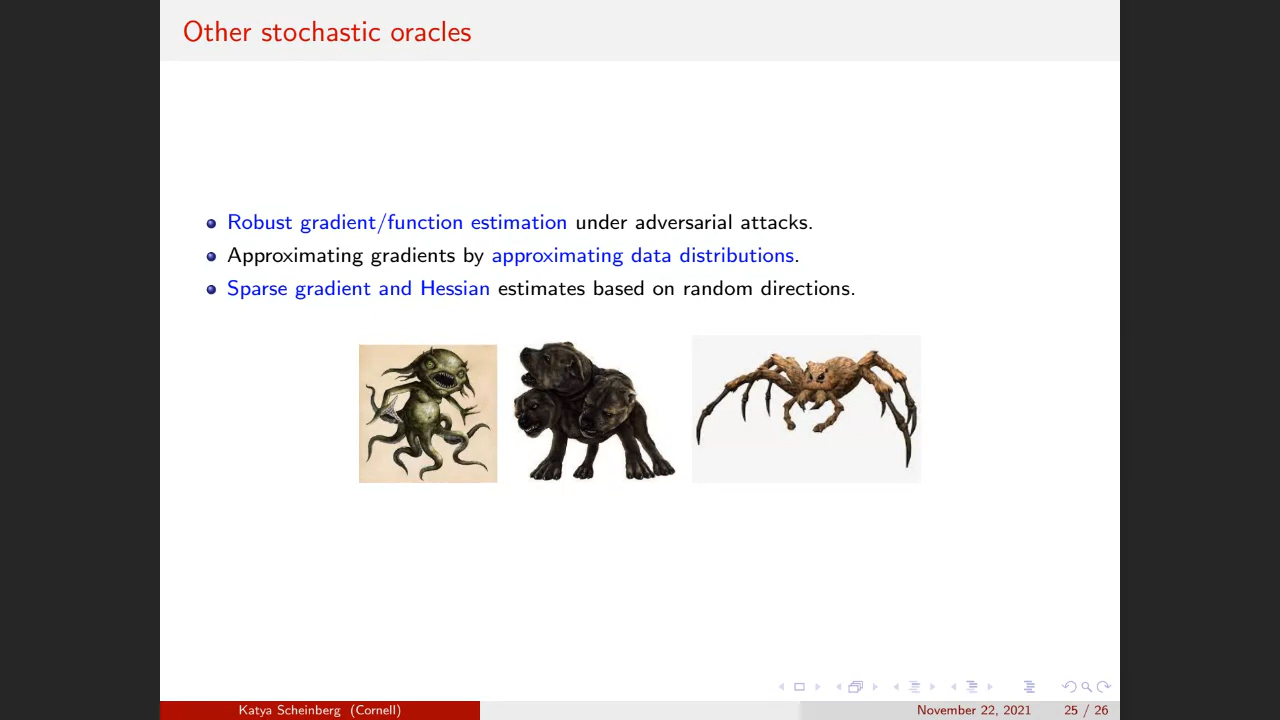 Other stochastic oracles
Robust gradient/function estimation under adversarial attacks.
Approximating gradients by approximating data distributions.
Sparse gradient and Hessian estimates based on random directions.
Katya Scheinberg (Cornell)
November 22, 2021
25 / 26